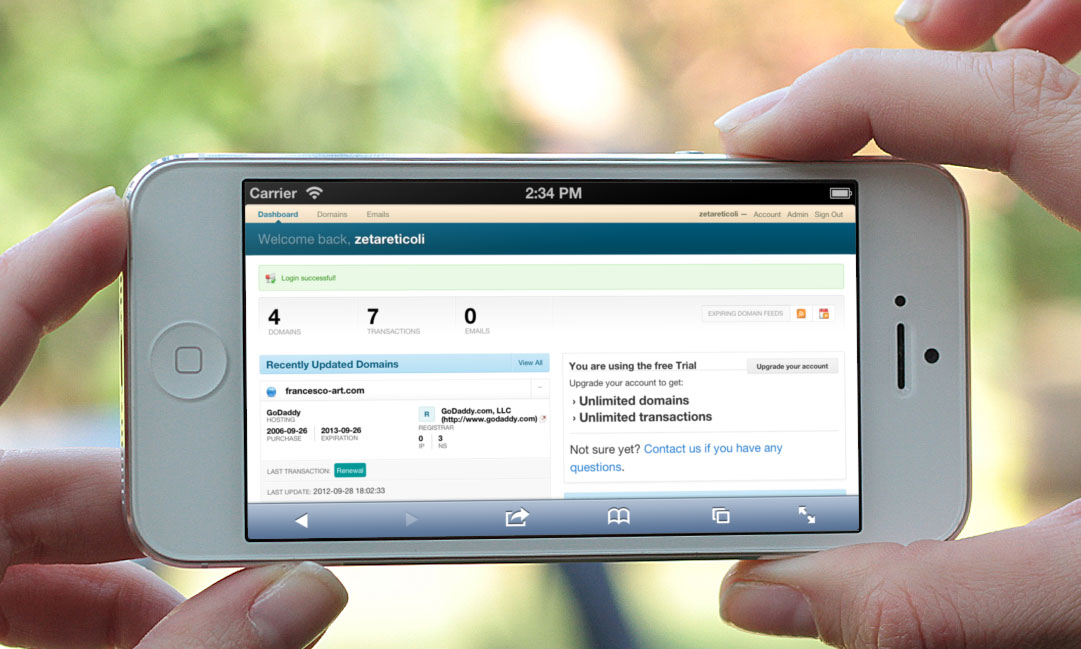 Carrier 2:34 PM
Dashboard Domains Emails zetareticoli — Account Admin Sign Out
Welcome back, zetareticoli
Login successful!
4 7 0
DOMAINS TRANSACTIONS EMAILS
EXPIRING DOMAIN FEEDS
Recently Updated Domains View All
francesco-art.com
GoDaddy
HOSTING
2006-09-26 2013-09-26
PURCHASE EXPIRATION
R GoDaddy.com, LLC
(http://www.godaddy.com)
REGISTRAR
0 3
IP NS
LAST TRANSACTION: Renewal
LAST UPDATE: 2012-09-28 18:02:33
You are using the free Trial Upgrade your account
Upgrade your account to get:
› Unlimited domains
› Unlimited transactions
Not sure yet? Contact us if you have any
questions.